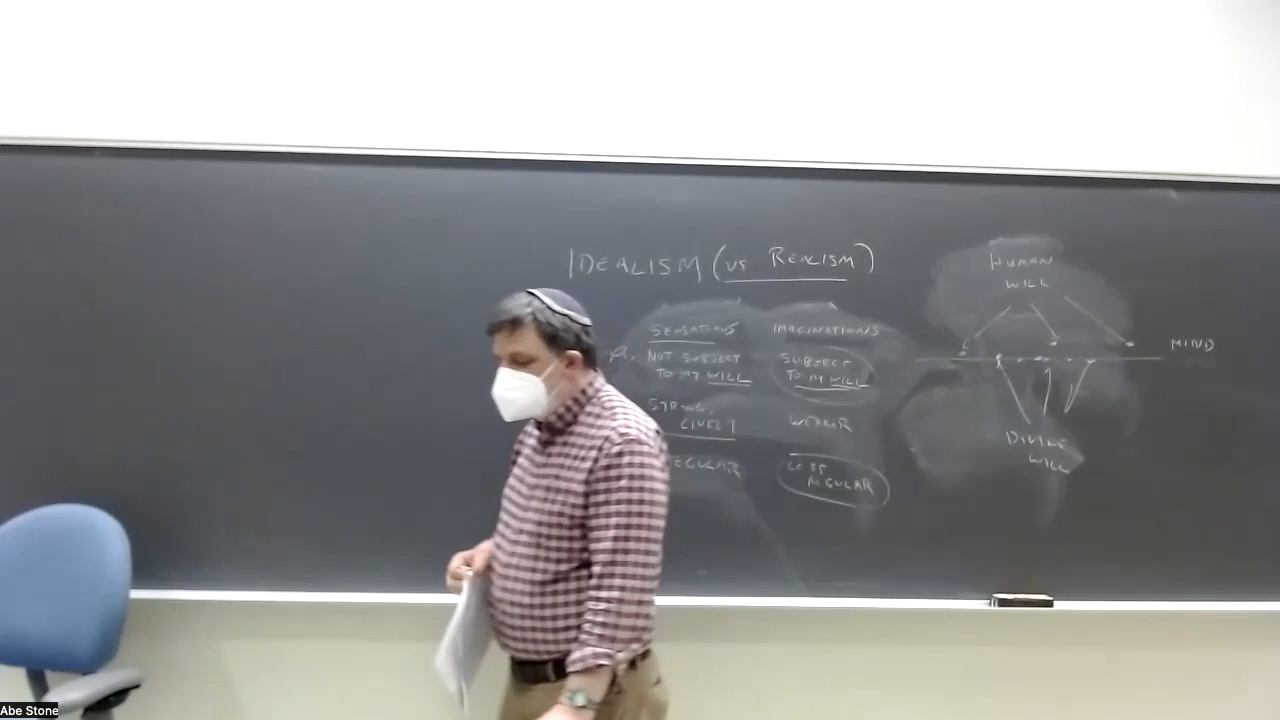 IDEALISM (VS REALISM)
SENSATIONS IMAGINATIONS
NOT SUBJECT SUBJECT
TO MY WILL TO MY WILL
STRONG,
LIVELY WEAKER
LESS
REGULAR
HUMAN
WILL
MIND
DIVINE
WILL
Abe Stone